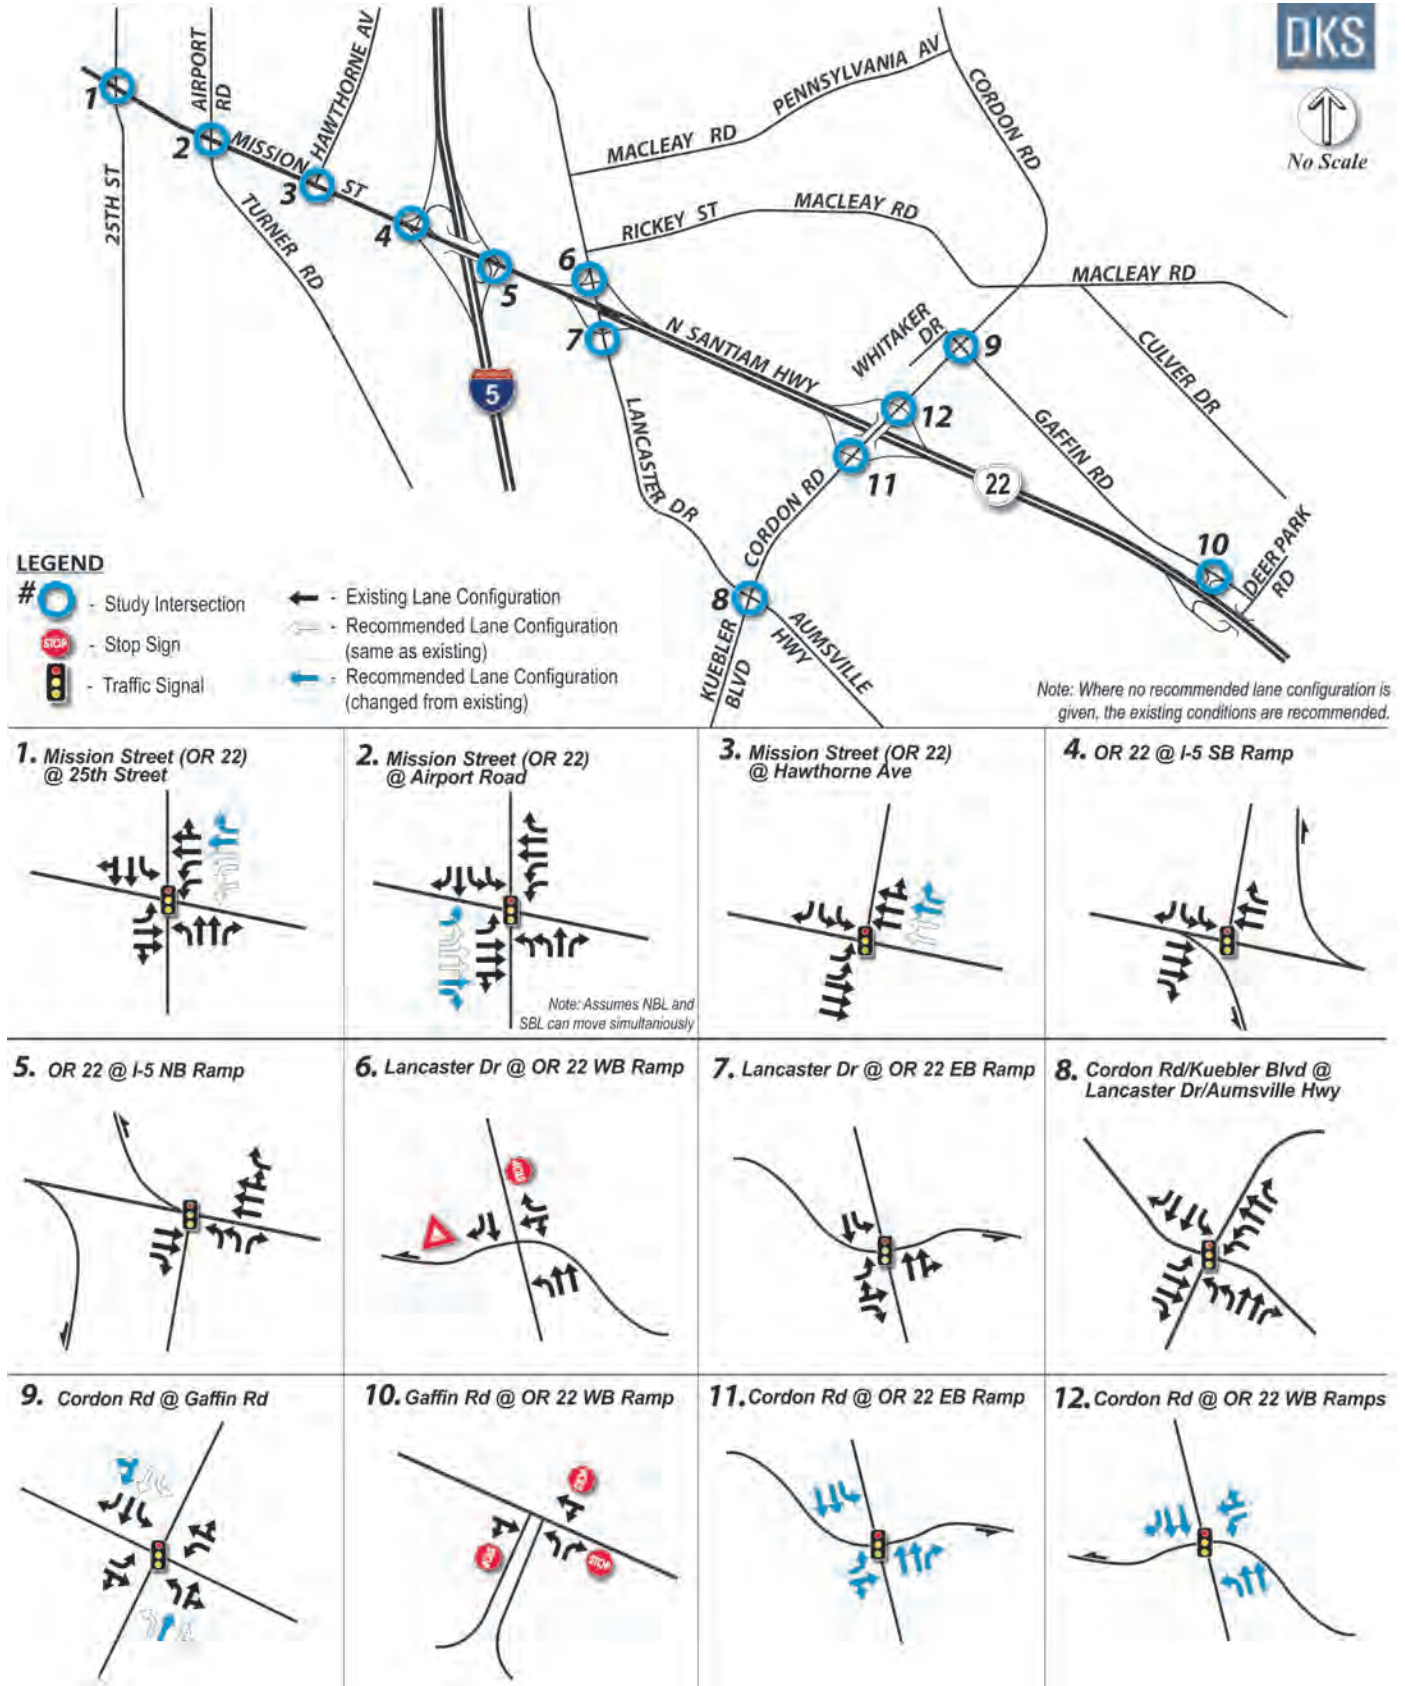 DKS
No Scale
25TH ST
AIRPORT
RD
HAWTHORNE AV
MISSION
ST
TURNER RD
PENNSYLVANIA AV
CORDON RD
MACLEAY RD
RICKEY ST
MACLEAY RD
MACLEAY RD
N SANTIAM HWY
WHITAKER
DR
CULVER DR
GAFFIN RD
LANCASTER DR
CORDON RD
DEER PARK
RD
KUEBLER
BLVD
AUMSVILLE
HWY
5
22
1
2
3
4
5
6
7
8
9
10
11
12
LEGEND
# - Study Intersection
STOP - Stop Sign
- Traffic Signal
- Existing Lane Configuration
- Recommended Lane Configuration
(same as existing)
- Recommended Lane Configuration
(changed from existing)
Note: Where no recommended lane configuration is
given, the existing conditions are recommended.
1. Mission Street (OR 22)
@ 25th Street
2. Mission Street (OR 22)
@ Airport Road
Note: Assumes NBL and
SBL can move simultaniously
3. Mission Street (OR 22)
@ Hawthorne Ave
4. OR 22 @ I-5 SB Ramp
5. OR 22 @ I-5 NB Ramp
6. Lancaster Dr @ OR 22 WB Ramp
STOP
7. Lancaster Dr @ OR 22 EB Ramp
8. Cordon Rd/Kuebler Blvd @
Lancaster Dr/Aumsville Hwy
9. Cordon Rd @ Gaffin Rd
10. Gaffin Rd @ OR 22 WB Ramp
STOP
STOP
STOP
11. Cordon Rd @ OR 22 EB Ramp
12. Cordon Rd @ OR 22 WB Ramps